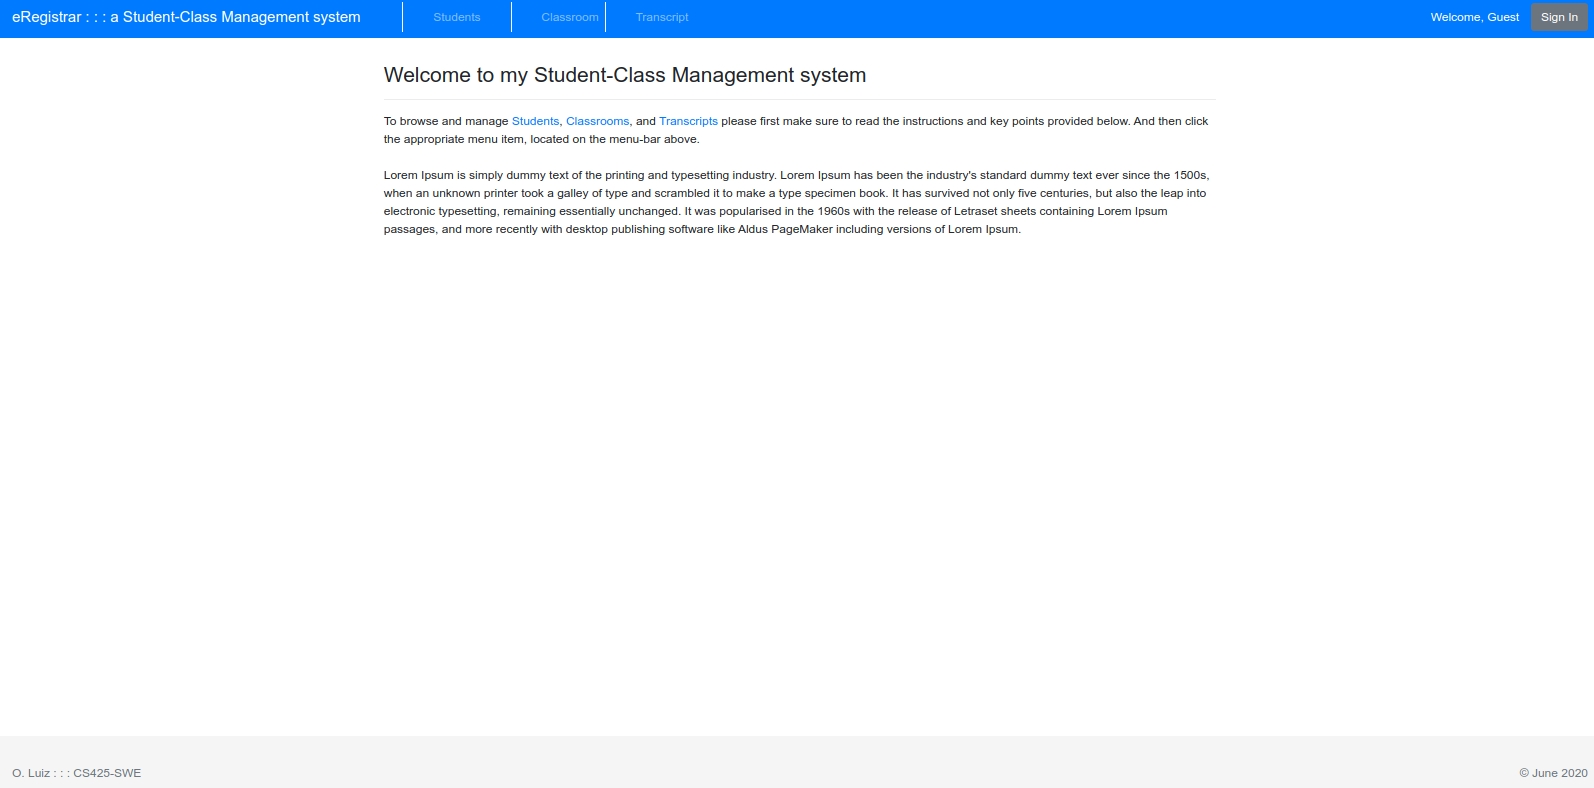 eRegistrar : : : a Student-Class Management system
Students
Classroom
Transcript
Welcome, Guest
Sign In
Welcome to my Student-Class Management system
To browse and manage Students, Classrooms, and Transcripts please first make sure to read the instructions and key points provided below. And then click
the appropriate menu item, located on the menu-bar above.
Lorem Ipsum is simply dummy text of the printing and typesetting industry. Lorem Ipsum has been the industry's standard dummy text ever since the 1500s,
when an unknown printer took a galley of type and scrambled it to make a type specimen book. It has survived not only five centuries, but also the leap into
electronic typesetting, remaining essentially unchanged. It was popularised in the 1960s with the release of Letraset sheets containing Lorem Ipsum
passages, and more recently with desktop publishing software like Aldus PageMaker including versions of Lorem Ipsum.
O. Luiz : : : CS425-SWE
© June 2020